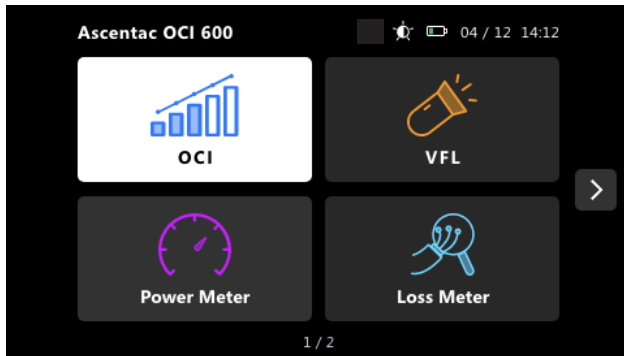 Ascentac OCI 600 04 / 12 14:12
OCI VFL
Power Meter Loss Meter
1 / 2